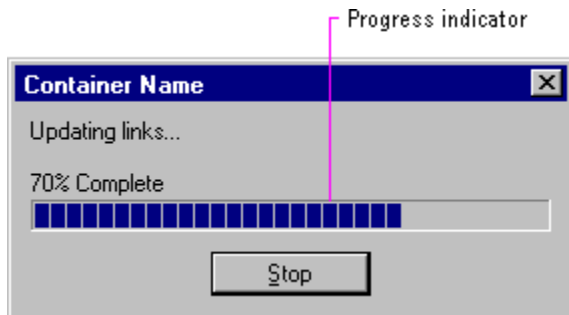 Progress indicator
Container Name
Updating links...
70% Complete
Stop